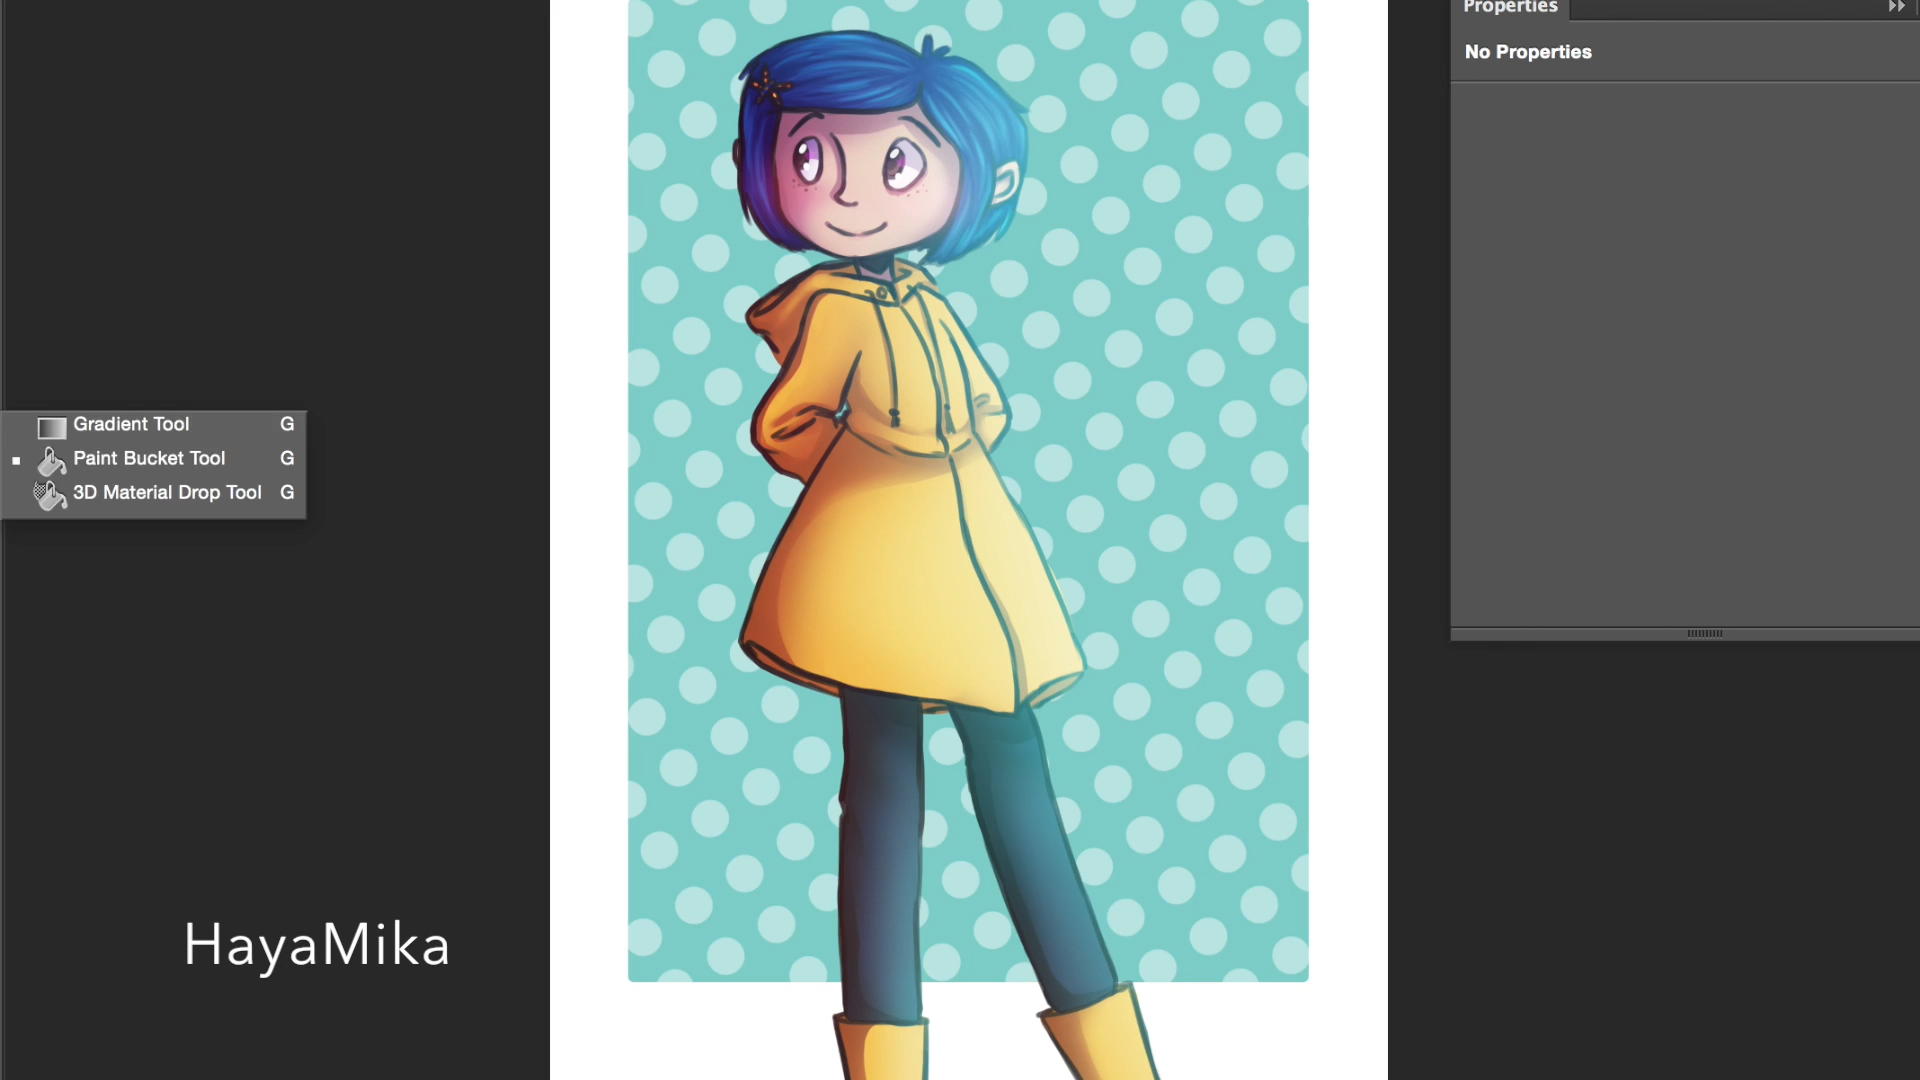 Properties
No Properties
Gradient Tool G
Paint Bucket Tool G
3D Material Drop Tool G
HayaMika